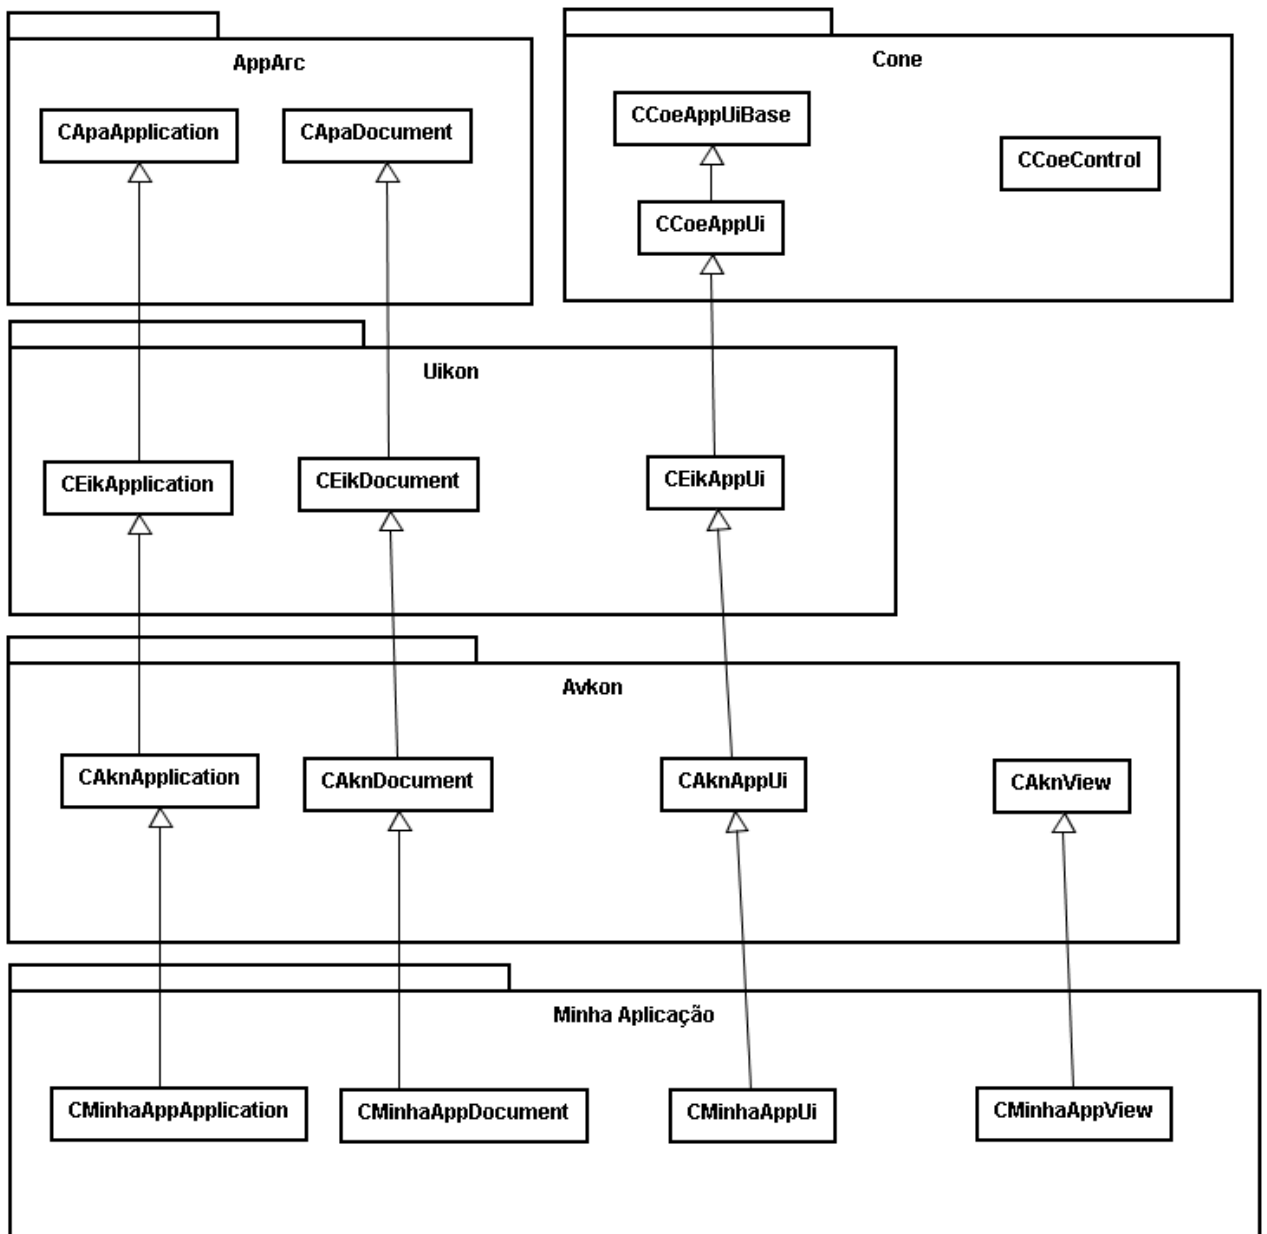 AppArc
CApaApplication
CApaDocument
Cone
CCoeAppUiBase
CCoeControl
CCoeAppUi
Uikon
CEikApplication
CEikDocument
CEikAppUi
Avkon
CAknApplication
CAknDocument
CAknAppUi
CAknView
Minha Aplicação
CMinhaAppApplication
CMinhaAppDocument
CMinhaAppUi
CMinhaAppView